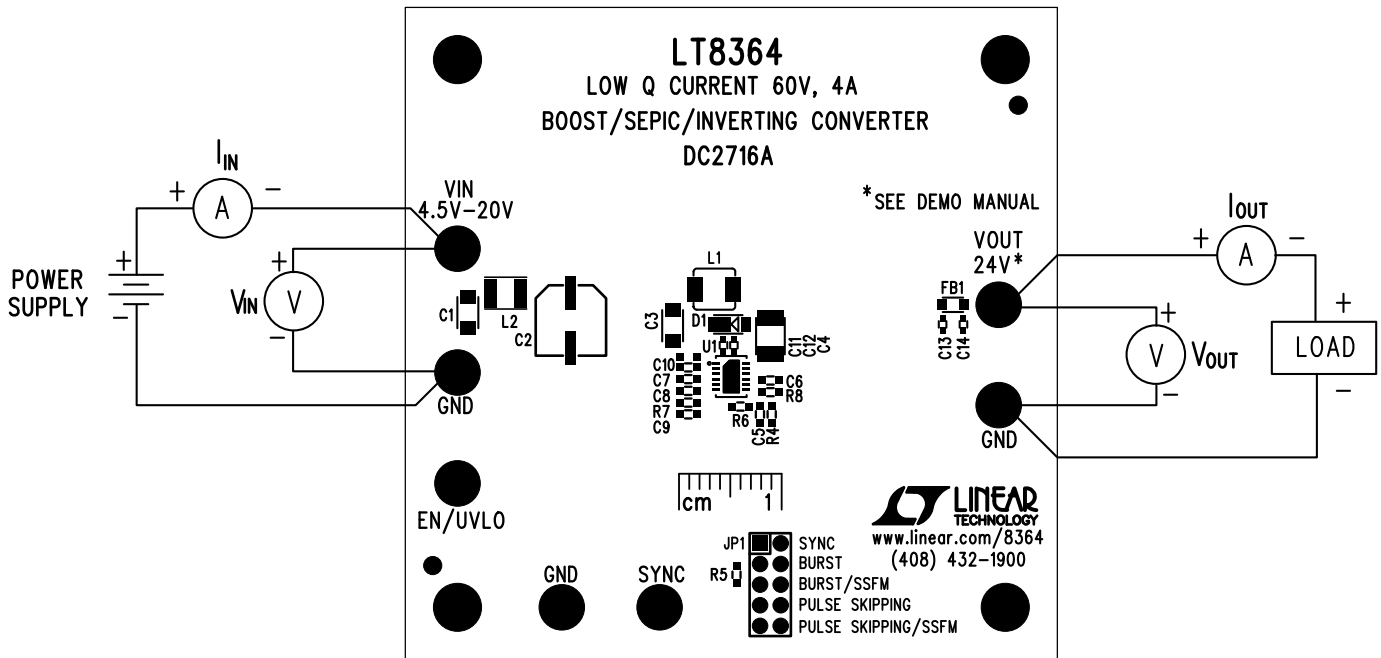 LT8364
LOW Q CURRENT 60V, 4A
BOOST/SEPIC/INVERTING CONVERTER
DC2716A
IIN
+
A
−
VIN
4.5V−20V
*SEE DEMO MANUAL
IOUT
+
A
−
VOUT
24V*
POWER
SUPPLY
+
−
VIN
+
V
−
C1
L2
C2
L1
C3
D1
U1
C11
C12
C4
FB1
C13
C14
+
V
−
VOUT
+
LOAD
−
C10
C7
C8
R7
C9
C6
R8
R6
C5
R4
GND
GND
cm 1
EN/UVLO
LT LINEAR
TECHNOLOGY
www.linear.com/8364
(408) 432−1900
GND
SYNC
JP1
R5
SYNC
BURST
BURST/SSFM
PULSE SKIPPING
PULSE SKIPPING/SSFM